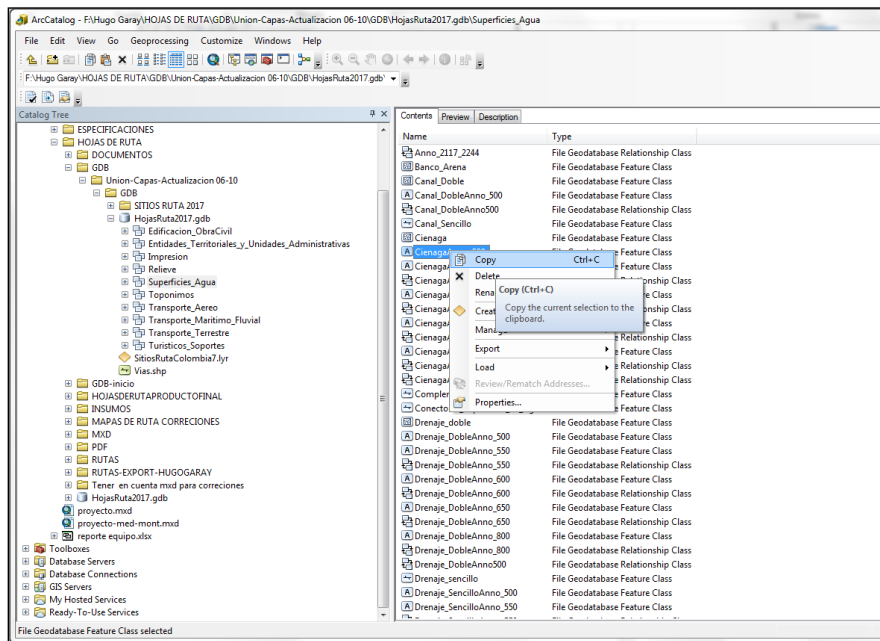 ArcCatalog - F:\Hugo Garay\HOJAS DE RUTA\GDB\Union-Capas-Actualizacion 06-10\GDB\HojasRuta2017.gdb\Superficies_Agua
File Edit View Go Geoprocessing Customize Windows Help
F:\Hugo Garay\HOJAS DE RUTA\GDB\Union-Capas-Actualizacion 06-10\GDB\HojasRuta2017.gdb'
Catalog Tree
ESPECIFICACIONES
HOJAS DE RUTA
DOCUMENTOS
GDB
Union-Capas-Actualizacion 06-10
GDB
SITIOS RUTA 2017
HojasRuta2017.gdb
Edificacion_ObraCivil
Entidades_Territoriales_y_Unidades_Administrativas
Impresion
Relieve
Superficies_Agua
Toponimos
Transporte_Aereo
Transporte_Maritimo_Fluvial
Transporte_Terrestre
Turisticos_Soportes
SitiosRutaColombia7.lyr
Vias.shp
GDB-inicio
HOJASDERUTAPRODUCTOFINAL
INSUMOS
MAPAS DE RUTA CORRECIONES
MXD
PDF
RUTAS
RUTAS-EXPORT-HUGOGARAY
Tener en cuenta mxd para correciones
HojasRuta2017.gdb
proyecto.mxd
proyecto-med-mont.mxd
reporte equipo.xlsx
Toolboxes
Database Servers
Database Connections
GIS Servers
My Hosted Services
Ready-To-Use Services
Contents Preview Description
Name Type
Anno_2117_2244 File Geodatabase Relationship Class
Banco_Arena File Geodatabase Feature Class
Canal_Doble File Geodatabase Feature Class
Canal_DobleAnno_500 File Geodatabase Feature Class
Canal_DobleAnno500 File Geodatabase Relationship Class
Canal_Sencillo File Geodatabase Feature Class
Cienaga File Geodatabase Feature Class
Copy Ctrl+C
Delete
Copy (Ctrl+C)
Copy the current selection to the
clipboard.
Export
Load
Review/Rematch Addresses...
Properties...
Drenaje_doble File Geodatabase Feature Class
Drenaje_DobleAnno_500 File Geodatabase Feature Class
Drenaje_DobleAnno_550 File Geodatabase Feature Class
Drenaje_DobleAnno_550 File Geodatabase Relationship Class
Drenaje_DobleAnno_600 File Geodatabase Feature Class
Drenaje_DobleAnno_600 File Geodatabase Relationship Class
Drenaje_DobleAnno_650 File Geodatabase Feature Class
Drenaje_DobleAnno_650 File Geodatabase Relationship Class
Drenaje_DobleAnno_800 File Geodatabase Feature Class
Drenaje_DobleAnno_800 File Geodatabase Relationship Class
Drenaje_DobleAnno500 File Geodatabase Relationship Class
Drenaje_sencillo File Geodatabase Feature Class
Drenaje_SencilloAnno_500 File Geodatabase Feature Class
Drenaje_SencilloAnno_550 File Geodatabase Feature Class
File Geodatabase Feature Class selected